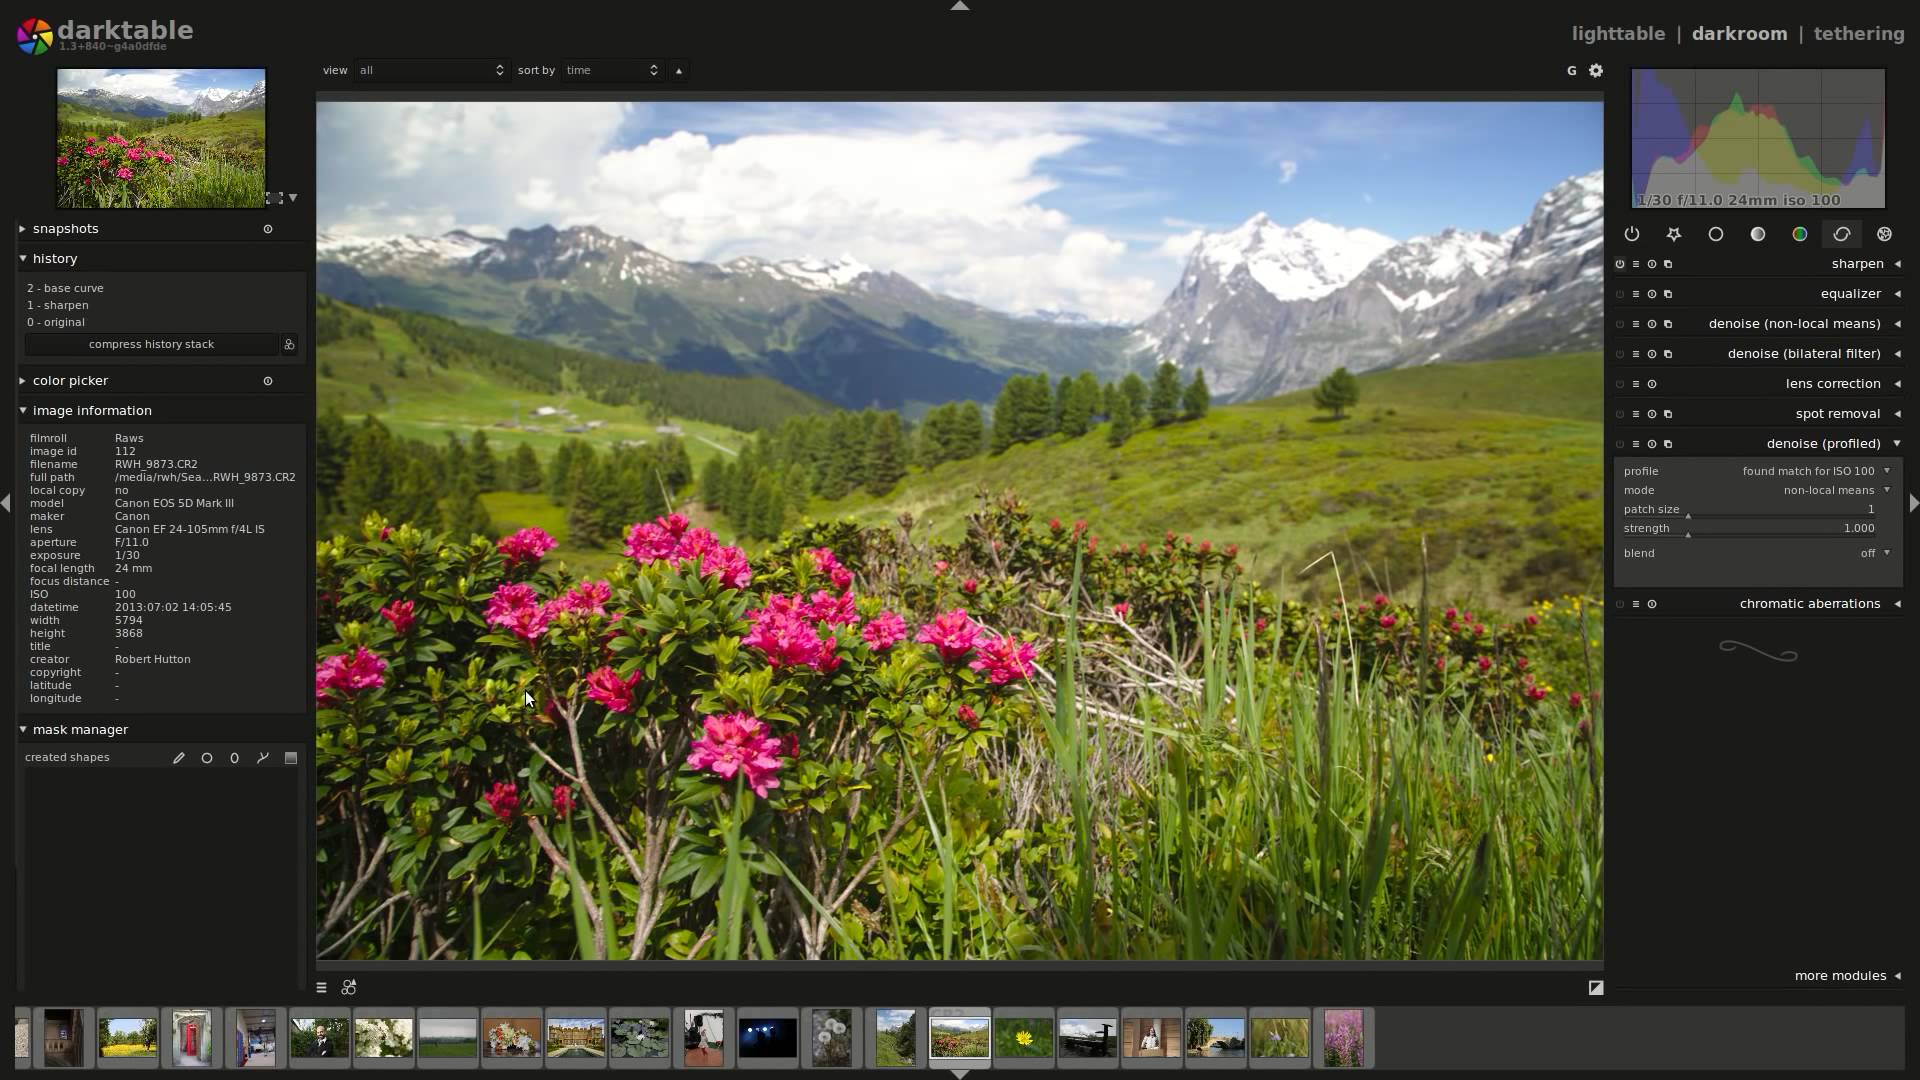 darktable
1.3+840~g4a0dfde
lighttable | darkroom | tethering
view all sort by time
G
1/30 f/11.0 24mm iso 100
snapshots
history
2 - base curve
1 - sharpen
0 - original
compress history stack
color picker
image information
filmroll Raws
image id 112
filename RWH_9873.CR2
full path /media/rwh/Sea...RWH_9873.CR2
local copy no
model Canon EOS 5D Mark III
maker Canon
lens Canon EF 24-105mm f/4L IS
aperture F/11.0
exposure 1/30
focal length 24 mm
focus distance -
ISO 100
datetime 2013:07:02 14:05:45
width 5794
height 3868
title -
creator Robert Hutton
copyright -
latitude -
longitude -
mask manager
created shapes
sharpen
equalizer
denoise (non-local means)
denoise (bilateral filter)
lens correction
spot removal
denoise (profiled)
profile found match for ISO 100
mode non-local means
patch size 1
strength 1.000
blend off
chromatic aberrations
more modules